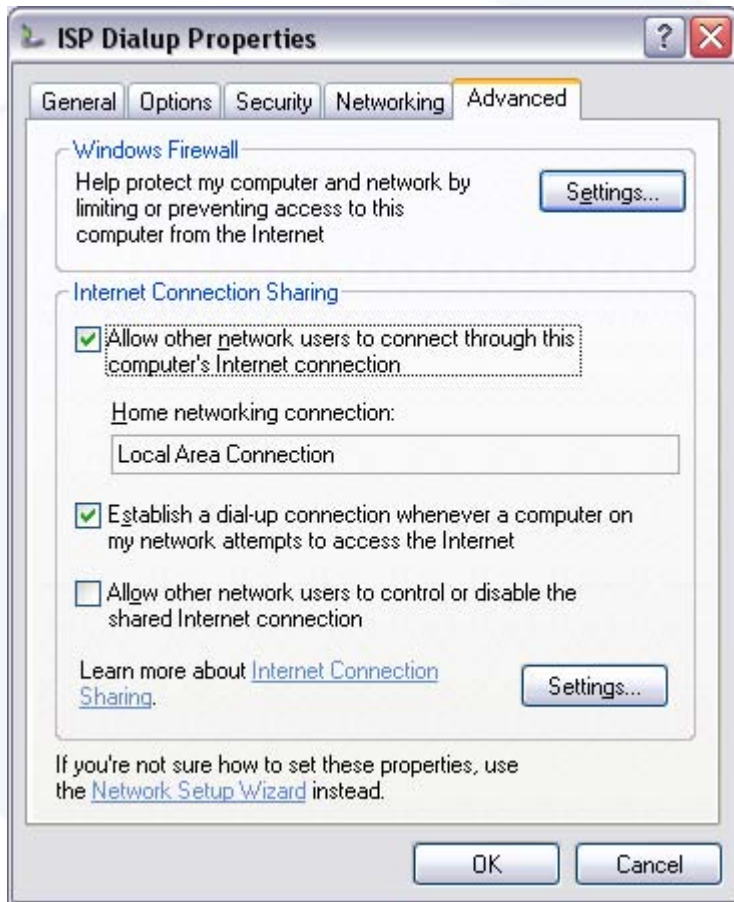 ISP Dialup Properties
General Options Security Networking Advanced
Windows Firewall
Help protect my computer and network by
limiting or preventing access to this
computer from the Internet
Settings...
Internet Connection Sharing
Allow other network users to connect through this
computer's Internet connection
Home networking connection:
Local Area Connection
Establish a dial-up connection whenever a computer on
my network attempts to access the Internet
Allow other network users to control or disable the
shared Internet connection
Learn more about Internet Connection
Sharing.
Settings...
If you're not sure how to set these properties, use
the Network Setup Wizard instead.
OK Cancel